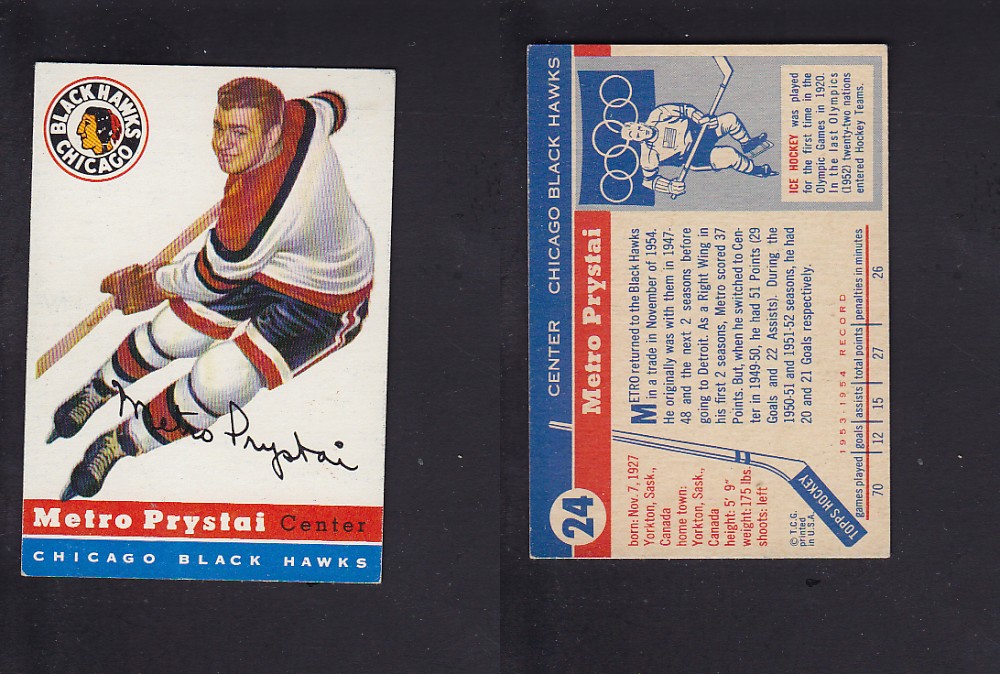 BLACK HAWKS
CHICAGO
Metro Prystai
Metro Prystai Center
CHICAGO BLACK HAWKS
24
CENTER CHICAGO BLACK HAWKS
Metro Prystai
born: Nov. 7, 1927
Yorkton, Sask.,
Canada
home town:
Yorkton, Sask.,
Canada
height: 5' 9"
weight: 175 lbs.
shoots: left
© T.C.G.
printed
in U.S.A.
TOPPS HOCKEY
METRO returned to the Black Hawks
in a trade in November of 1954.
He originally was with them in 1947-
48 and the next 2 seasons before
going to Detroit. As a Right Wing in
his first 2 seasons, Metro scored 37
Points. But, when he switched to Cen-
ter in 1949-50, he had 51 Points (29
Goals and 22 Assists). During the
1950-51 and 1951-52 seasons, he had
20 and 21 Goals respectively.
1953-1954 RECORD
games played goals assists total points penalties in minutes
70 12 15 27 26
ICE HOCKEY was played
for the first time in the
Olympic Games in 1920.
In the last Olympics
(1952) twenty-two nations
entered Hockey Teams.